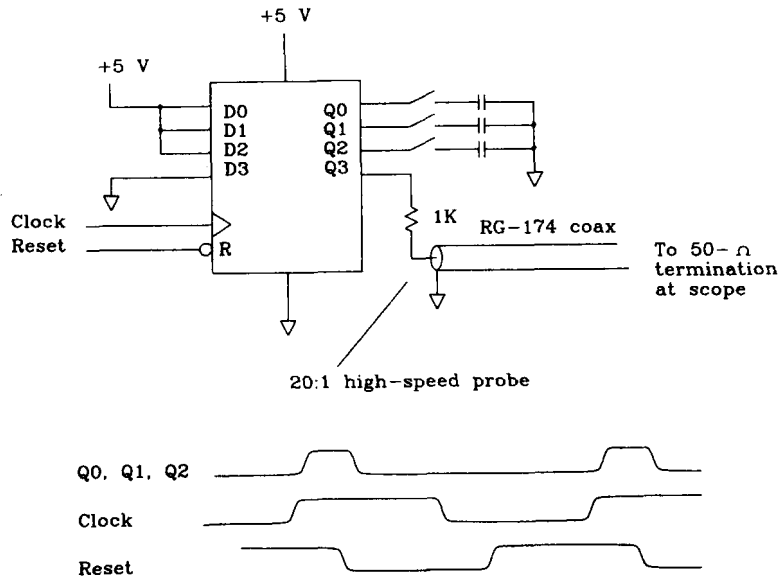 +5 V
+5 V
D0
D1
D2
D3
Q0
Q1
Q2
Q3
Clock
Reset
R
1K
RG-174 coax
To 50-Ω
termination
at scope
20:1 high-speed probe
Q0, Q1, Q2
Clock
Reset